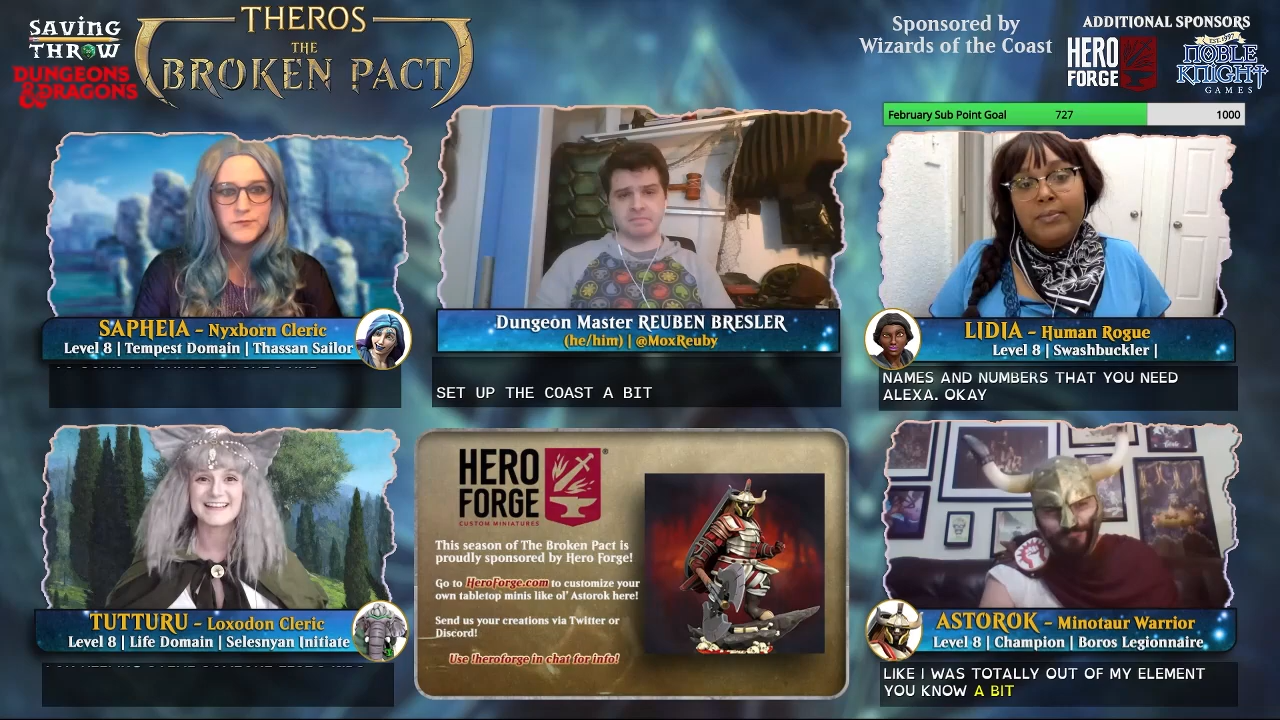 SAVING
THROW
DUNGEONS
& DRAGONS
THEROS
THE
BROKEN PACT
Sponsored by
Wizards of the Coast
ADDITIONAL SPONSORS
HERO
FORGE
EST. 1997
NOBLE
KNIGHT
GAMES
February Sub Point Goal 727 1000
SAPHEIA – Nyxborn Cleric
Level 8 | Tempest Domain | Thassan Sailor
Dungeon Master REUBEN BRESLER
(he/him) | @MoxReuby
SET UP THE COAST A BIT
LIDIA – Human Rogue
Level 8 | Swashbuckler |
NAMES AND NUMBERS THAT YOU NEED
ALEXA. OKAY
TUTTURU – Loxodon Cleric
Level 8 | Life Domain | Selesnyan Initiate
HERO
FORGE
®
CUSTOM MINIATURES
This season of The Broken Pact is
proudly sponsored by Hero Forge!
Go to HeroForge.com to customize your
own tabletop minis like ol' Astorok here!
Send us your creations via Twitter or
Discord!
Use !heroforge in chat for info!
ASTOROK – Minotaur Warrior
Level 8 | Champion | Boros Legionnaire
LIKE I WAS TOTALLY OUT OF MY ELEMENT
YOU KNOW A BIT